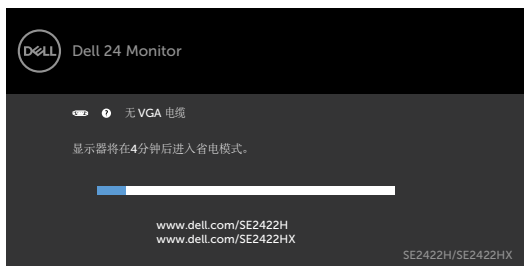 DELL
Dell 24 Monitor
无 VGA 电缆
显示器将在4分钟后进入省电模式。
www.dell.com/SE2422H
www.dell.com/SE2422HX
SE2422H/SE2422HX